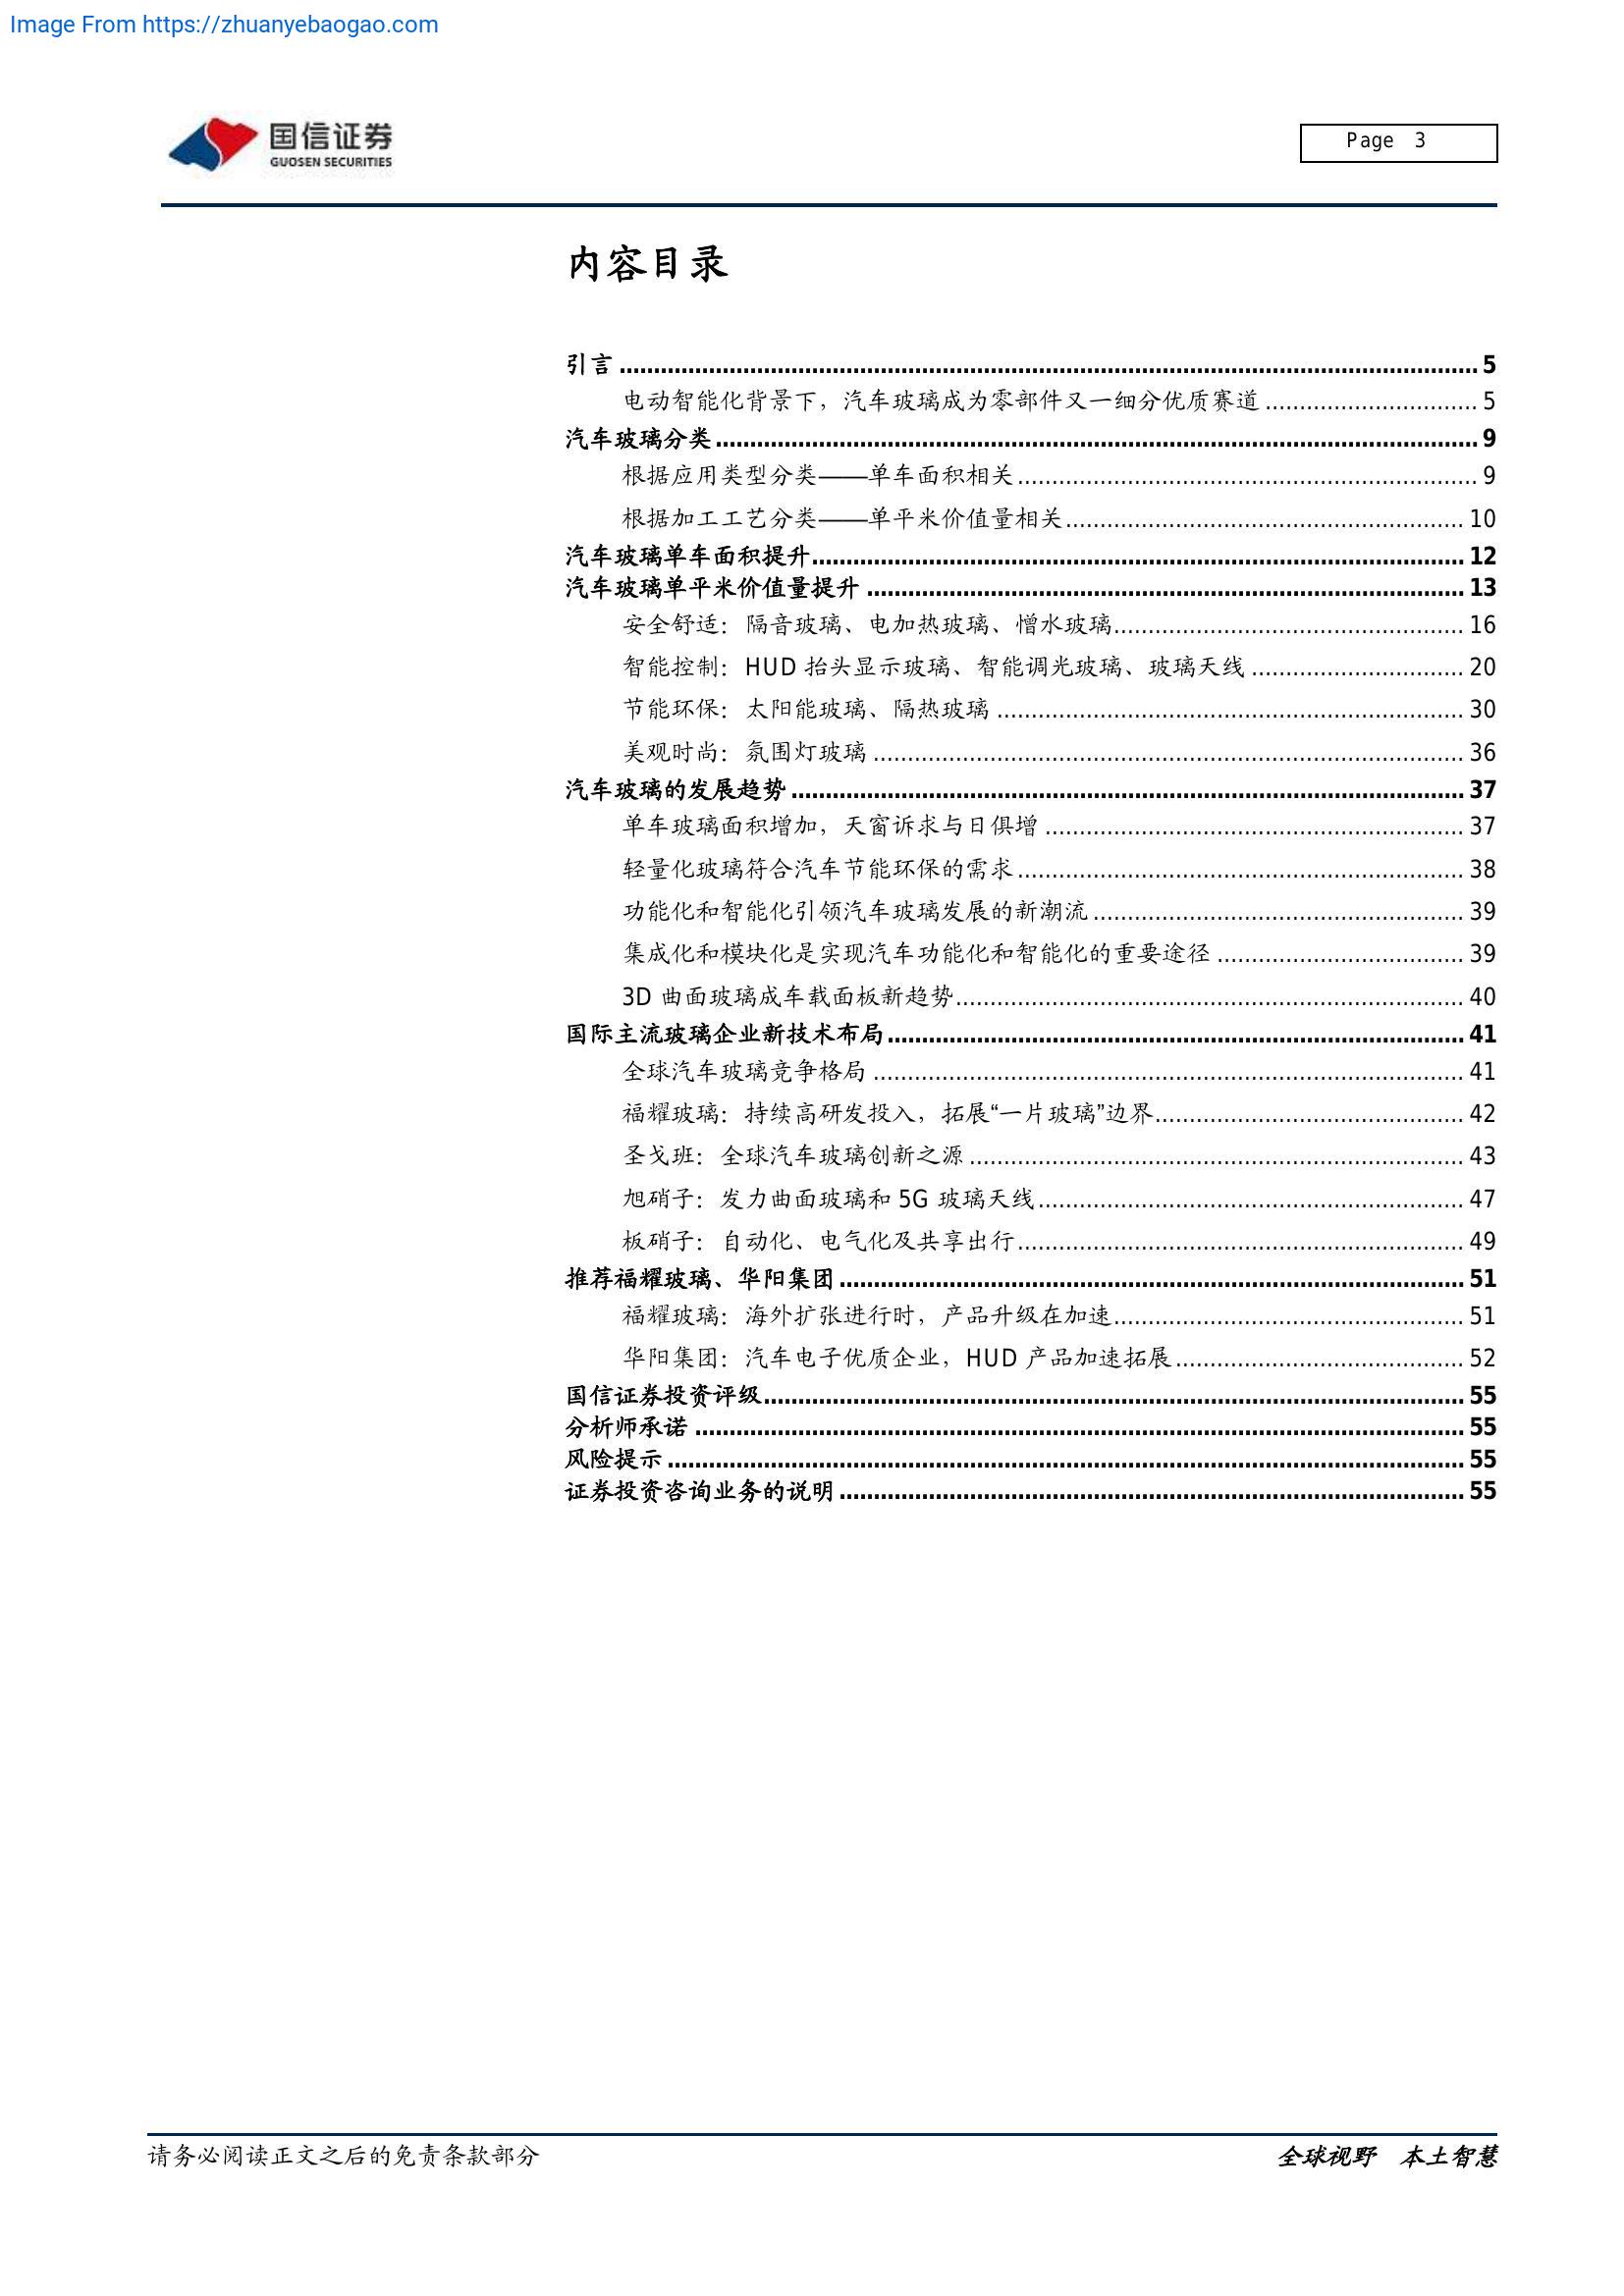 Image From https://zhuanyebaogao.com
国信证券
GUOSEN SECURITIES
Page 3
内容目录
引言 5
电动智能化背景下，汽车玻璃成为零部件又一细分优质赛道 5
汽车玻璃分类 9
根据应用类型分类——单车面积相关 9
根据加工工艺分类——单平米价值量相关 10
汽车玻璃单车面积提升 12
汽车玻璃单平米价值量提升 13
安全舒适：隔音玻璃、电加热玻璃、憎水玻璃 16
智能控制：HUD 抬头显示玻璃、智能调光玻璃、玻璃天线 20
节能环保：太阳能玻璃、隔热玻璃 30
美观时尚：氛围灯玻璃 36
汽车玻璃的发展趋势 37
单车玻璃面积增加，天窗诉求与日俱增 37
轻量化玻璃符合汽车节能环保的需求 38
功能化和智能化引领汽车玻璃发展的新潮流 39
集成化和模块化是实现汽车功能化和智能化的重要途径 39
3D 曲面玻璃成车载面板新趋势 40
国际主流玻璃企业新技术布局 41
全球汽车玻璃竞争格局 41
福耀玻璃：持续高研发投入，拓展“一片玻璃”边界 42
圣戈班：全球汽车玻璃创新之源 43
旭硝子：发力曲面玻璃和 5G 玻璃天线 47
板硝子：自动化、电气化及共享出行 49
推荐福耀玻璃、华阳集团 51
福耀玻璃：海外扩张进行时，产品升级在加速 51
华阳集团：汽车电子优质企业，HUD 产品加速拓展 52
国信证券投资评级 55
分析师承诺 55
风险提示 55
证券投资咨询业务的说明 55
请务必阅读正文之后的免责条款部分
全球视野 本土智慧